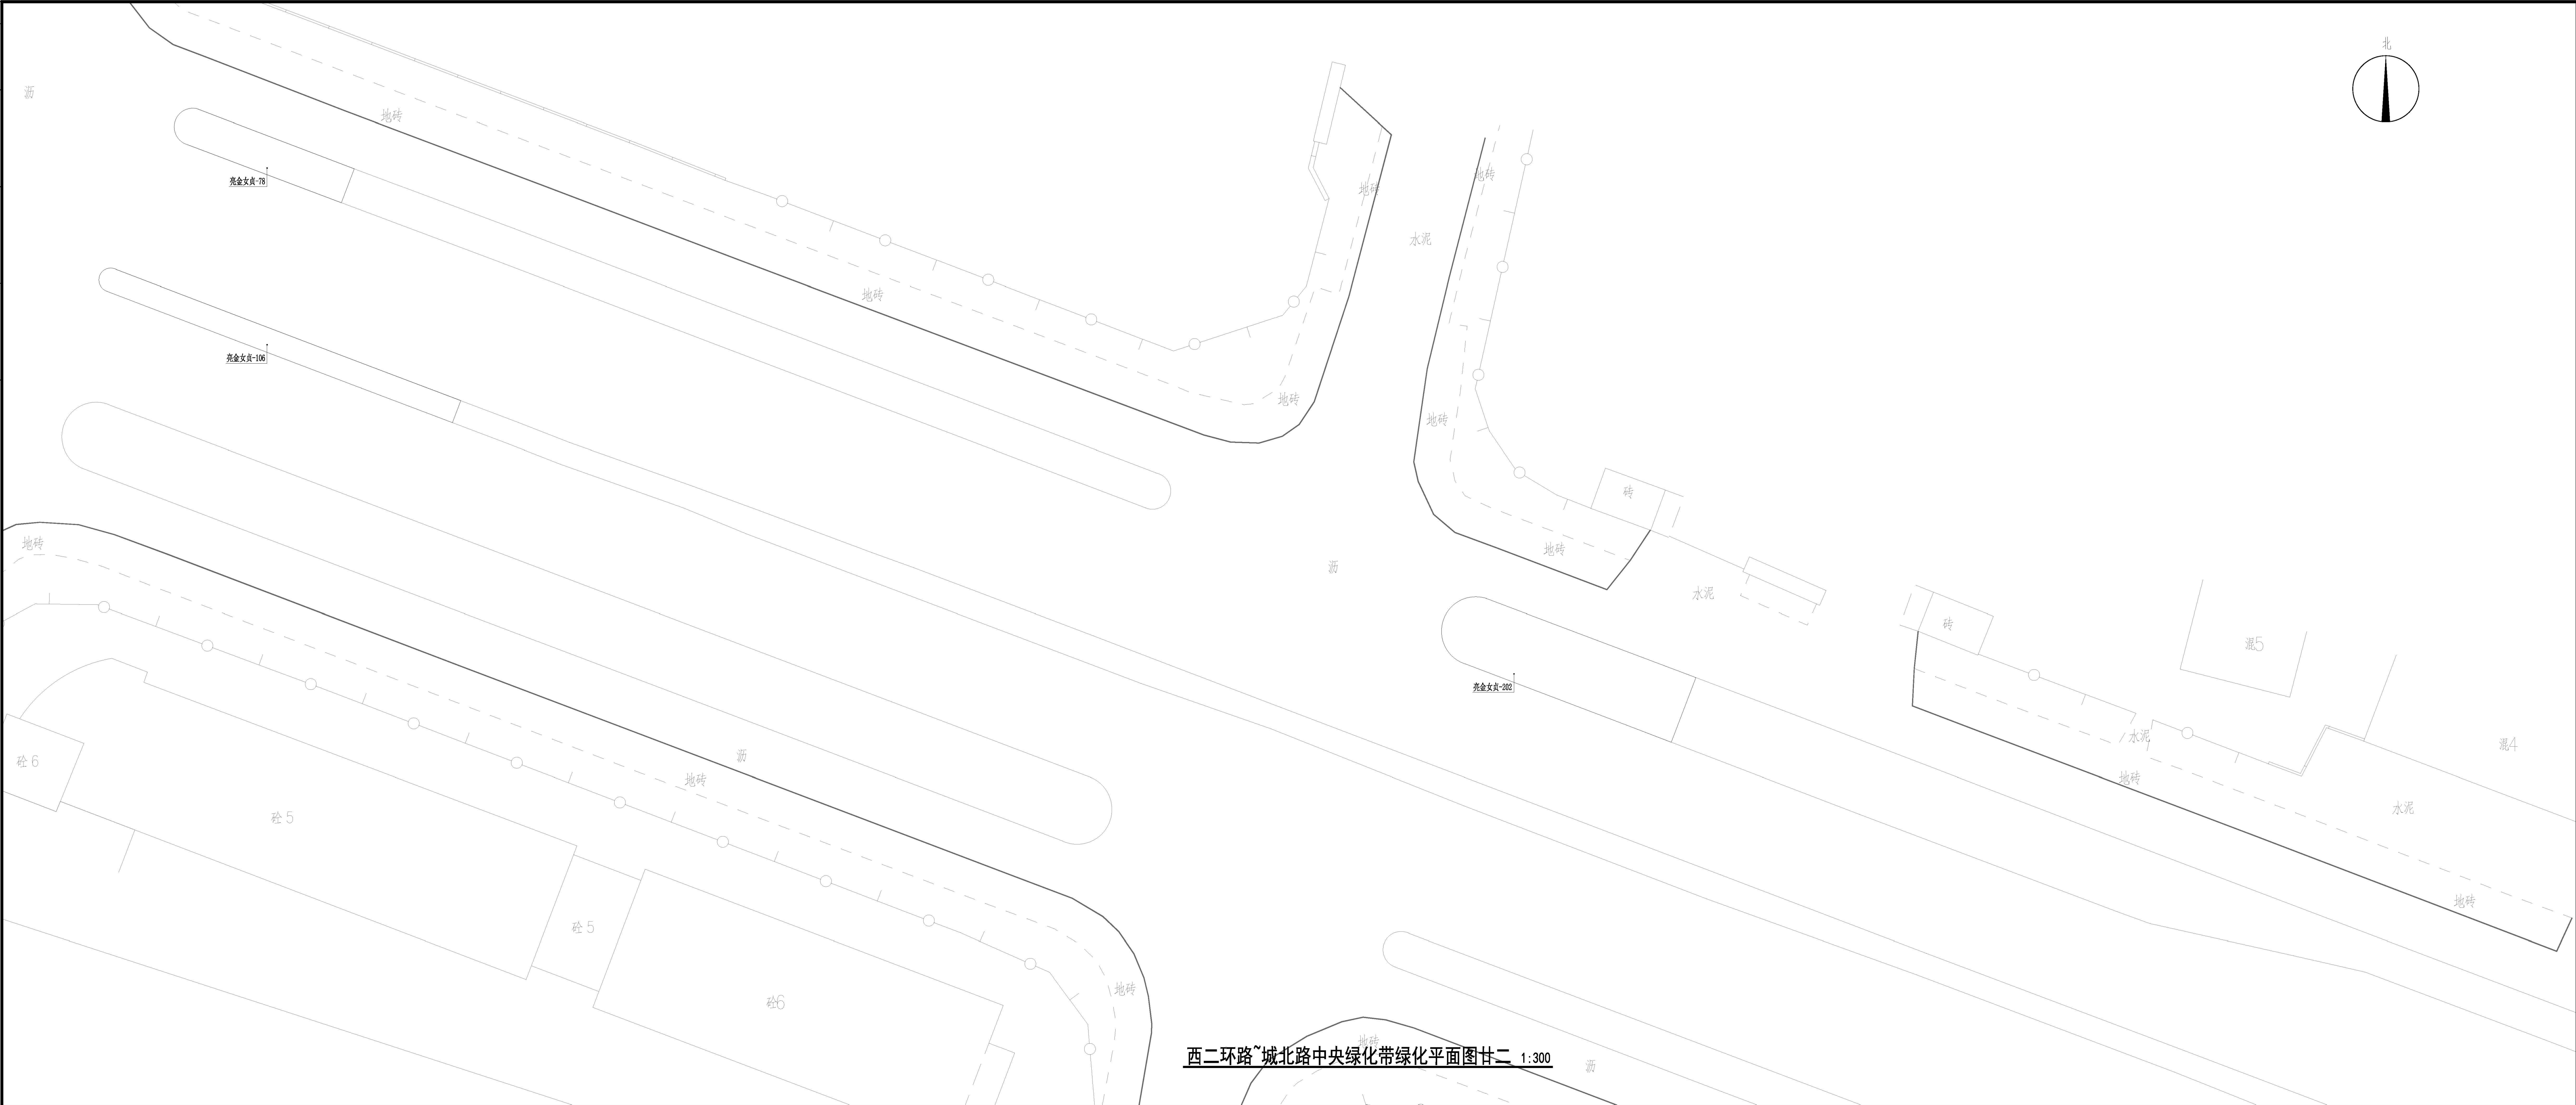 北
沥
地砖
亮金女贞-78
地砖
地砖
水泥
地砖
地砖
亮金女贞-106
地砖
地砖
砖
地砖
沥
水泥
砖
混5
地砖
亮金女贞-202
水泥
混4
地砖
水泥
砼6
沥
地砖
砼5
地砖
砼5
地砖
砼6
地砖
西二环路~城北路中央绿化带绿化平面图廿二 1:300
沥